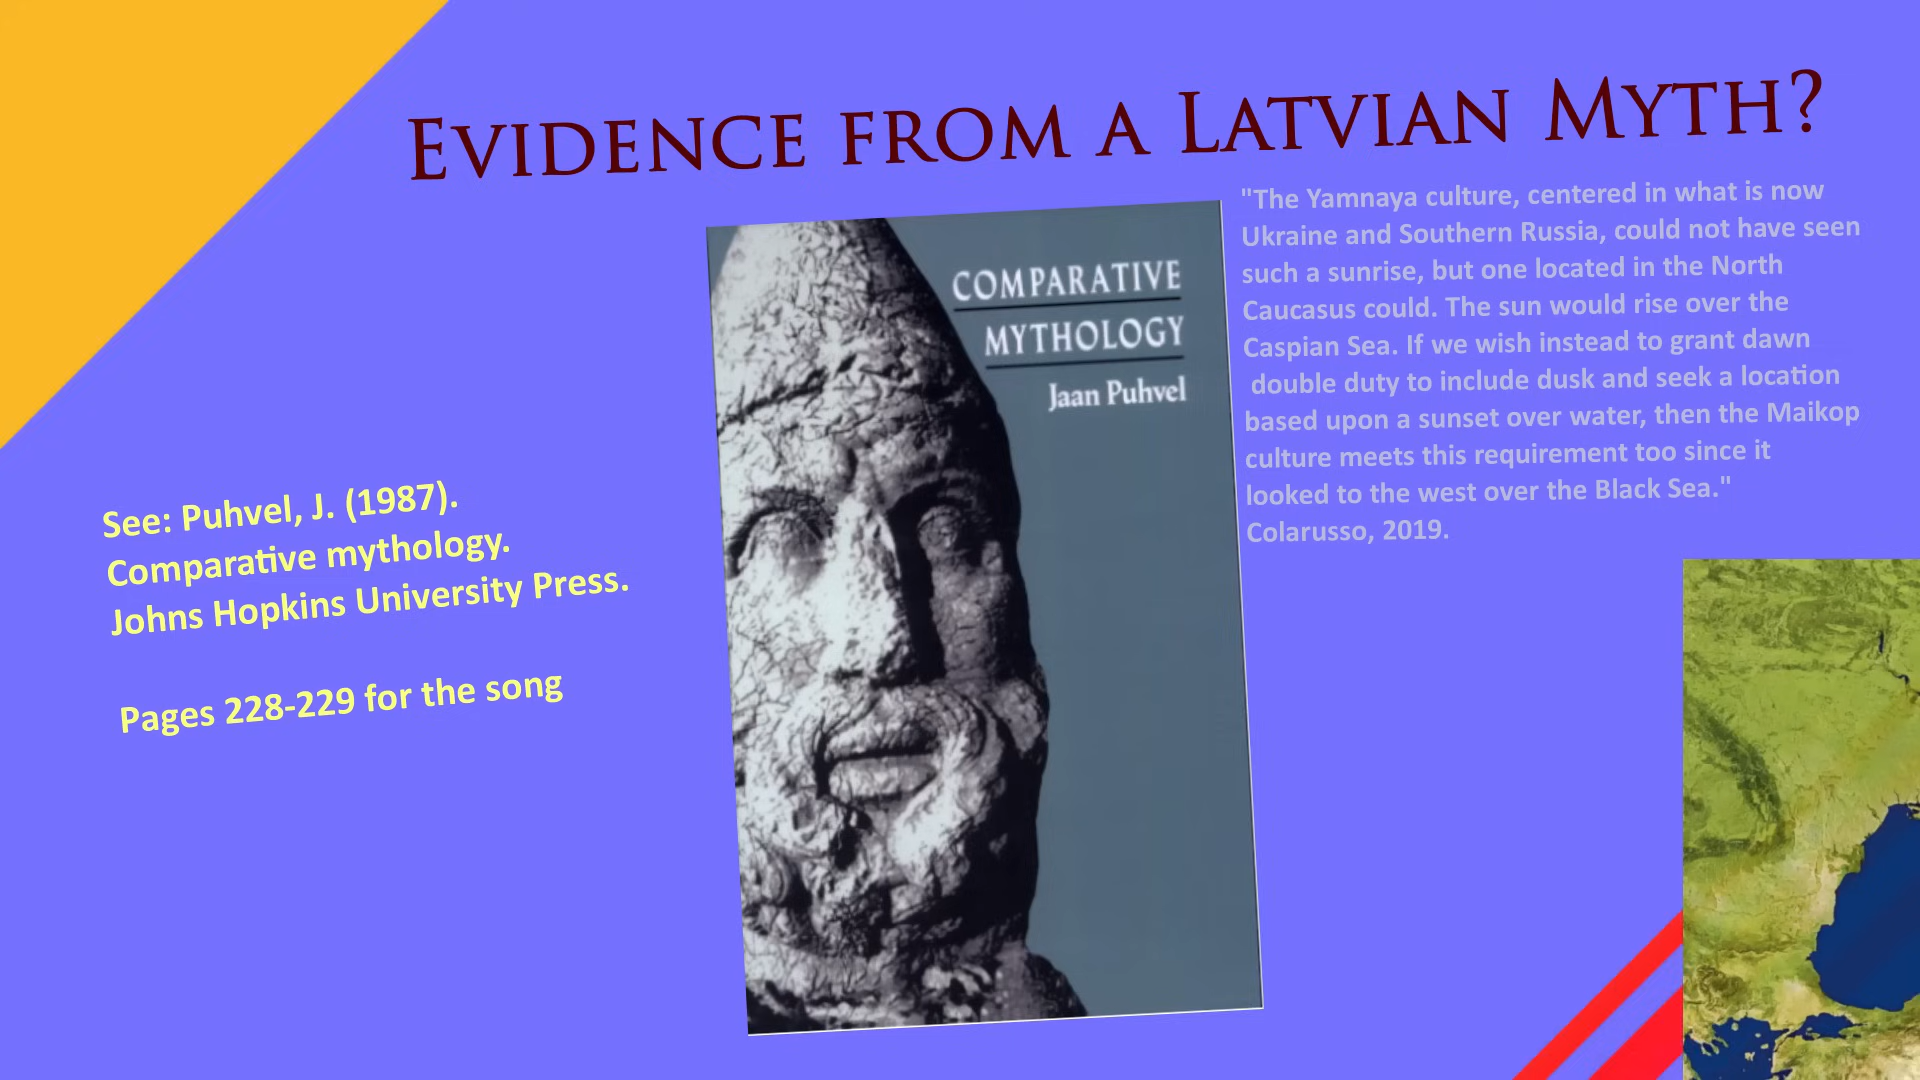 Evidence from a Latvian Myth?
"The Yamnaya culture, centered in what is now
Ukraine and Southern Russia, could not have seen
such a sunrise, but one located in the North
Caucasus could. The sun would rise over the
Caspian Sea. If we wish instead to grant dawn
double duty to include dusk and seek a location
based upon a sunset over water, then the Maikop
culture meets this requirement too since it
looked to the west over the Black Sea."
Colarusso, 2019.
COMPARATIVE
MYTHOLOGY
Jaan Puhvel
See: Puhvel, J. (1987).
Comparative mythology.
Johns Hopkins University Press.
Pages 228-229 for the song